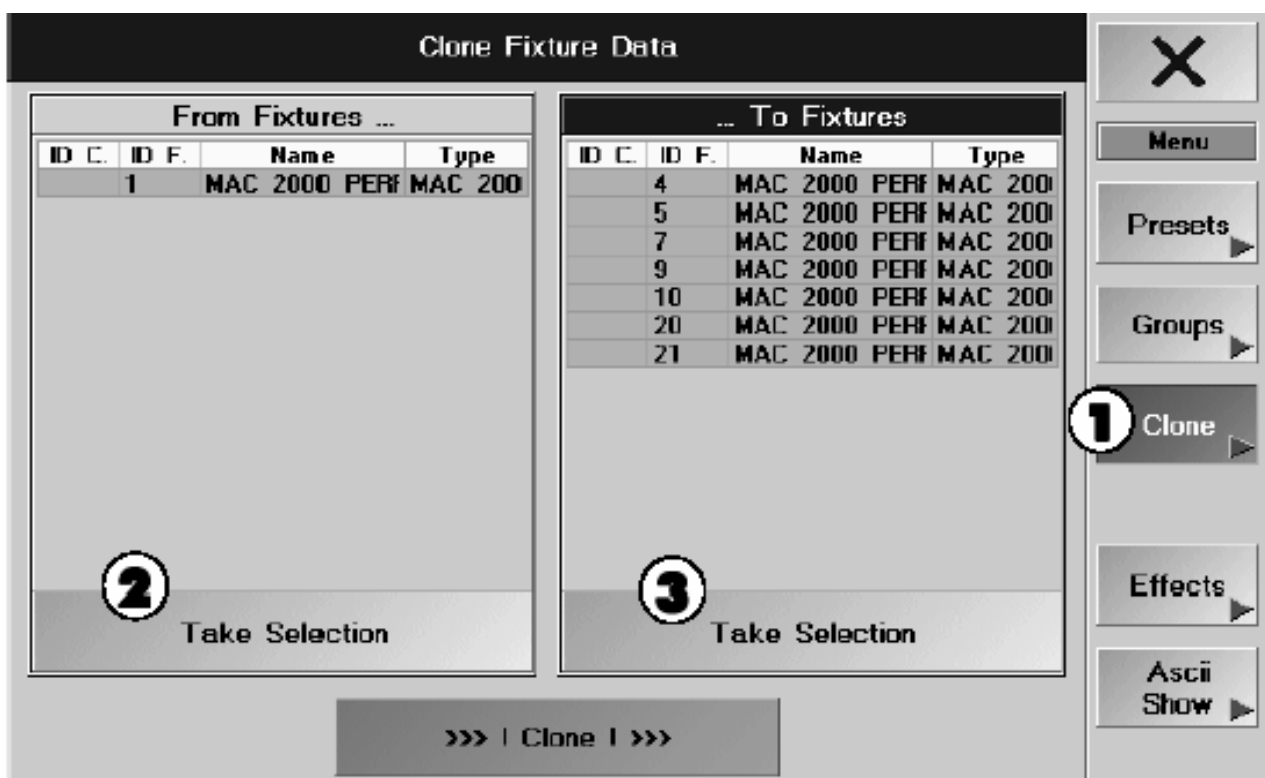 Clone Fixture Data
From Fixtures ...
ID C. ID F. Name Type
1 MAC 2000 PERF MAC 200
2
Take Selection
... To Fixtures
ID C. ID F. Name Type
4 MAC 2000 PERF MAC 200
5 MAC 2000 PERF MAC 200
7 MAC 2000 PERF MAC 200
9 MAC 2000 PERF MAC 200
10 MAC 2000 PERF MAC 200
20 MAC 2000 PERF MAC 200
21 MAC 2000 PERF MAC 200
3
Take Selection
>>> ! Clone ! >>>
X
Menu
Presets
Groups
1
Clone
Effects
Ascii
Show